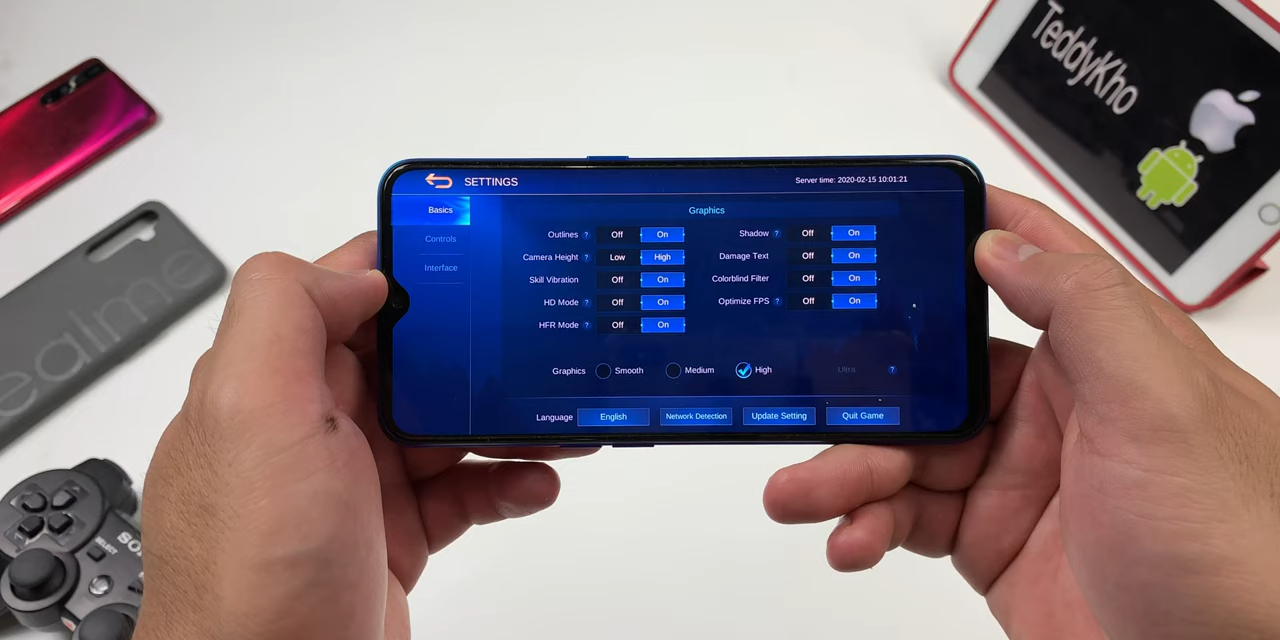 TeddyKho
SETTINGS
Server time: 2020-02-15 10:01:21
Basics
Controls
Interface
Graphics
Outlines ? Off On
Shadow ? Off On
Camera Height ? Low High
Damage Text Off On
Skill Vibration Off On
Colorblind Filter Off On
HD Mode ? Off On
Optimize FPS ? Off On
HFR Mode ? Off On
Graphics Smooth Medium High Ultra ?
Language English Network Detection Update Setting Quit Game
realme
SELECT